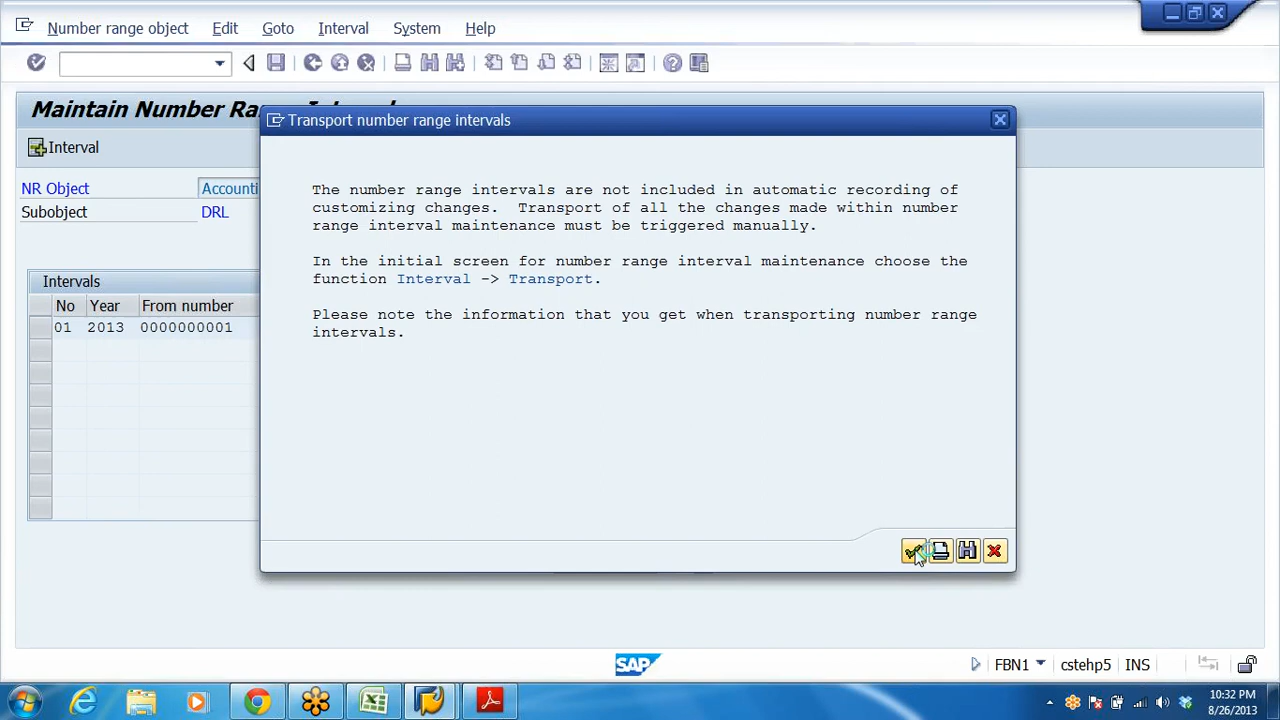 Number range object Edit Goto Interval System Help
Maintain Number Ra
Transport number range intervals
Interval
NR Object Accounti
Subobject DRL
The number range intervals are not included in automatic recording of
customizing changes. Transport of all the changes made within number
range interval maintenance must be triggered manually.
In the initial screen for number range interval maintenance choose the
function Interval -> Transport.
Please note the information that you get when transporting number range
intervals.
Intervals
No Year From number
01 2013 0000000001
SAP
FBN1 cstehp5 INS
10:32 PM
8/26/2013